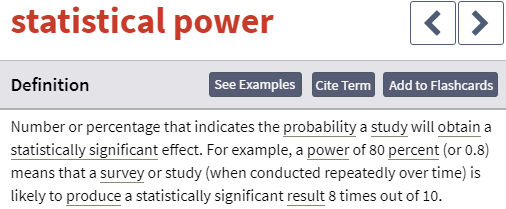 statistical power
Definition
See Examples
Cite Term
Add to Flashcards
Number or percentage that indicates the probability a study will obtain a
statistically significant effect. For example, a power of 80 percent (or 0.8)
means that a survey or study (when conducted repeatedly over time) is
likely to produce a statistically significant result 8 times out of 10.